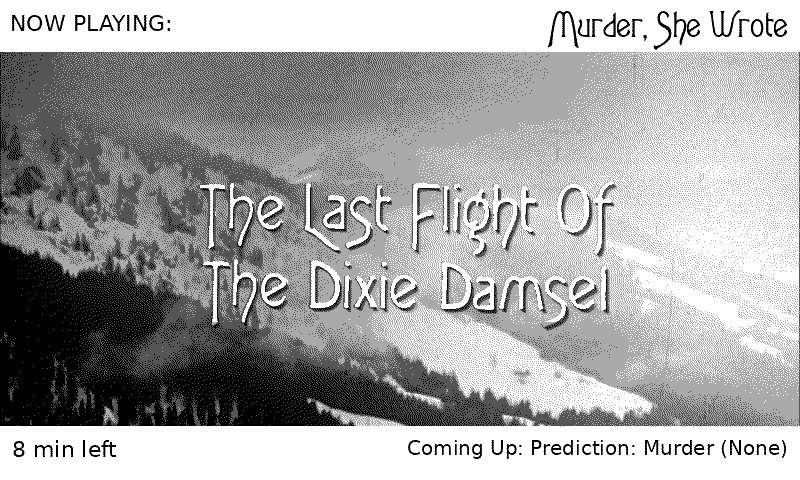 NOW PLAYING:
Murder, She Wrote
The Last Flight Of
The Dixie Damsel
8 min left
Coming Up: Prediction: Murder (None)